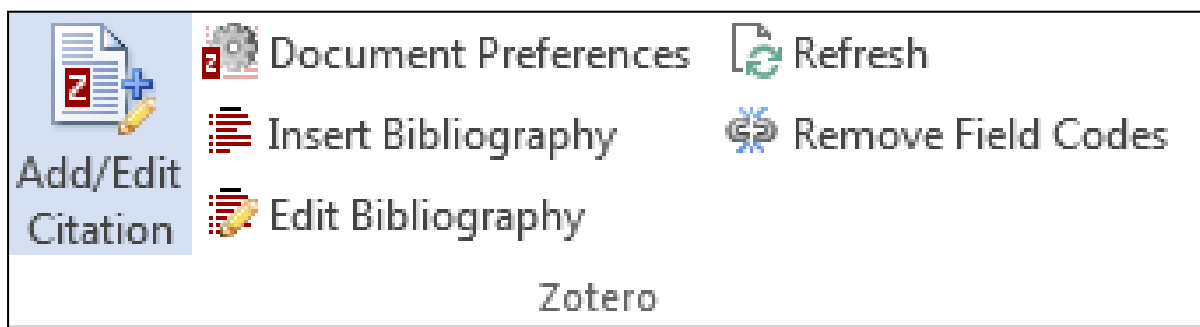 Add/Edit
Citation
Document Preferences
Insert Bibliography
Edit Bibliography
Refresh
Remove Field Codes
Zotero